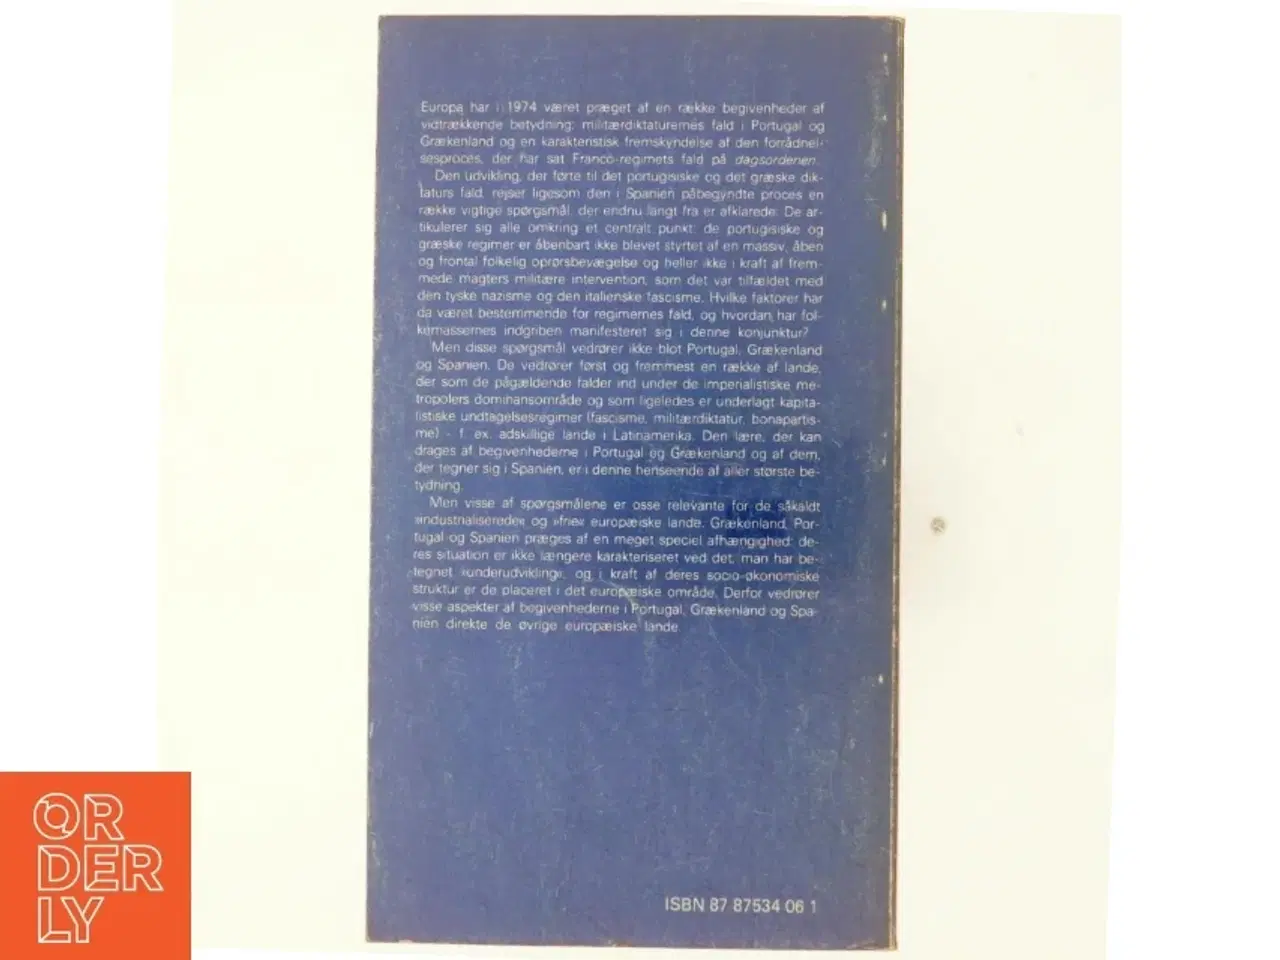 Europa har i 1974 været præget af en række begivenheder af
vidtrækkende betydning: militærdiktaturernes fald i Portugal og
Grækenland og en karakteristisk fremskyndelse af den forrådnel-
sesproces, der har sat Franco-regimets fald på dagsordenen.
Den udvikling, der førte til det portugisiske og det græske dik-
taturs fald, rejser ligesom den i Spanien påbegyndte proces en
række vigtige spørgsmål, der endnu langt fra er afklarede. De ar-
tikulerer sig alle omkring et centralt punkt: de portugisiske og
græske regimer er åbenbart ikke blevet styrtet af en massiv, åben
og frontal folkelig oprørsbevægelse og heller ikke i kraft af frem-
mede magters militære intervention, som det var tilfældet med
den tyske nazisme og den italienske fascisme. Hvilke faktorer har
da været bestemmende for regimernes fald, og hvordan har fol-
kemassernes indgriben manifesteret sig i denne konjunktur?
Men disse spørgsmål vedrører ikke blot Portugal, Grækenland
og Spanien. De vedrører først og fremmest en række af lande,
der som de pågældende falder ind under de imperialistiske me-
tropolers dominansområde og som ligeledes er underlagt kapita-
listiske undtagelsesregimer (fascisme, militærdiktatur, bonapartis-
me) - f. ex. adskillige lande i Latinamerika. Den lære, der kan
drages af begivenhederne i Portugal og Grækenland og af dem,
der tegner sig i Spanien, er i denne henseende af aller største be-
tydning.
Men visse af spørgsmålene er osse relevante for de såkaldt
»industrialiserede« og »frie« europæiske lande. Grækenland, Por-
tugal og Spanien præges af en meget speciel afhængighed: de-
res situation er ikke længere karakteriseret ved det, man har be-
tegnet »underudvikling«, og i kraft af deres socio-økonomiske
struktur er de placeret i det europæiske område. Derfor vedrører
visse aspekter af begivenhederne i Portugal, Grækenland og Spa-
nien direkte de øvrige europæiske lande.
ISBN 87 87534 06 1
OR
DER
LY